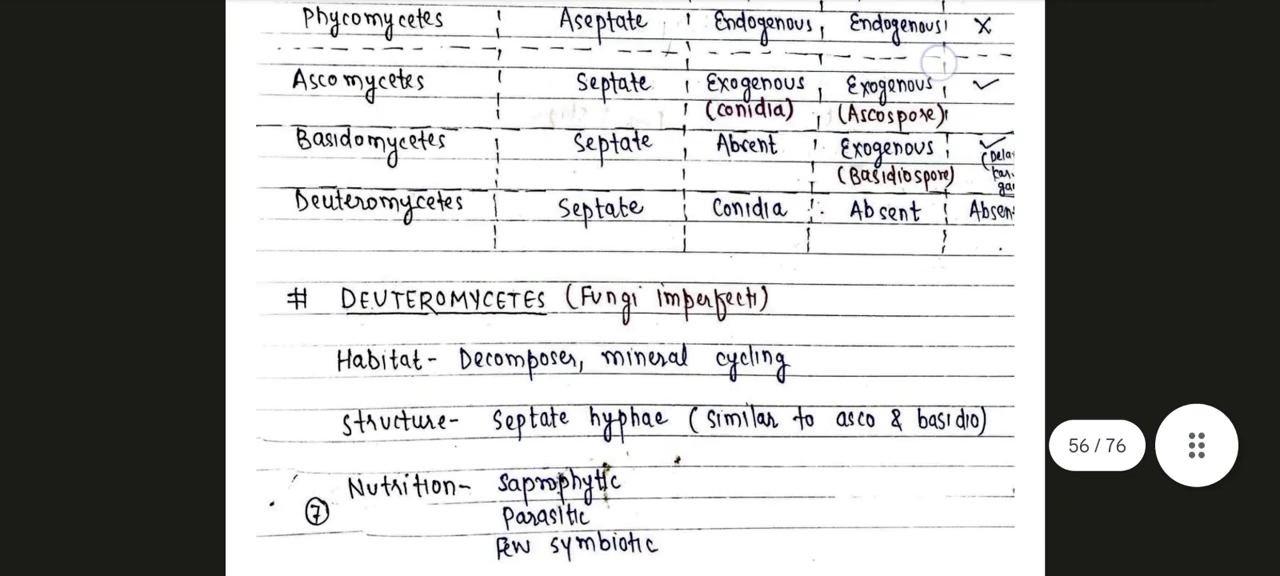 Phycomycetes Aseptate Endogenous Endogenous X
Ascomycetes Septate Exogenous Exogenous ✓
(conidia) (Ascospore)
Basidomycetes Septate Absent Exogenous ✓
(Basidiospore)
Deuteromycetes Septate Conidia Absent Absen
# DEUTEROMYCETES (Fungi imperfecti)
Habitat- Decomposer, mineral cycling
Structure- Septate hyphae (similar to asco & basidio)
Nutrition- Saprophytic
7 Parasitic
Few symbiotic
56 / 76